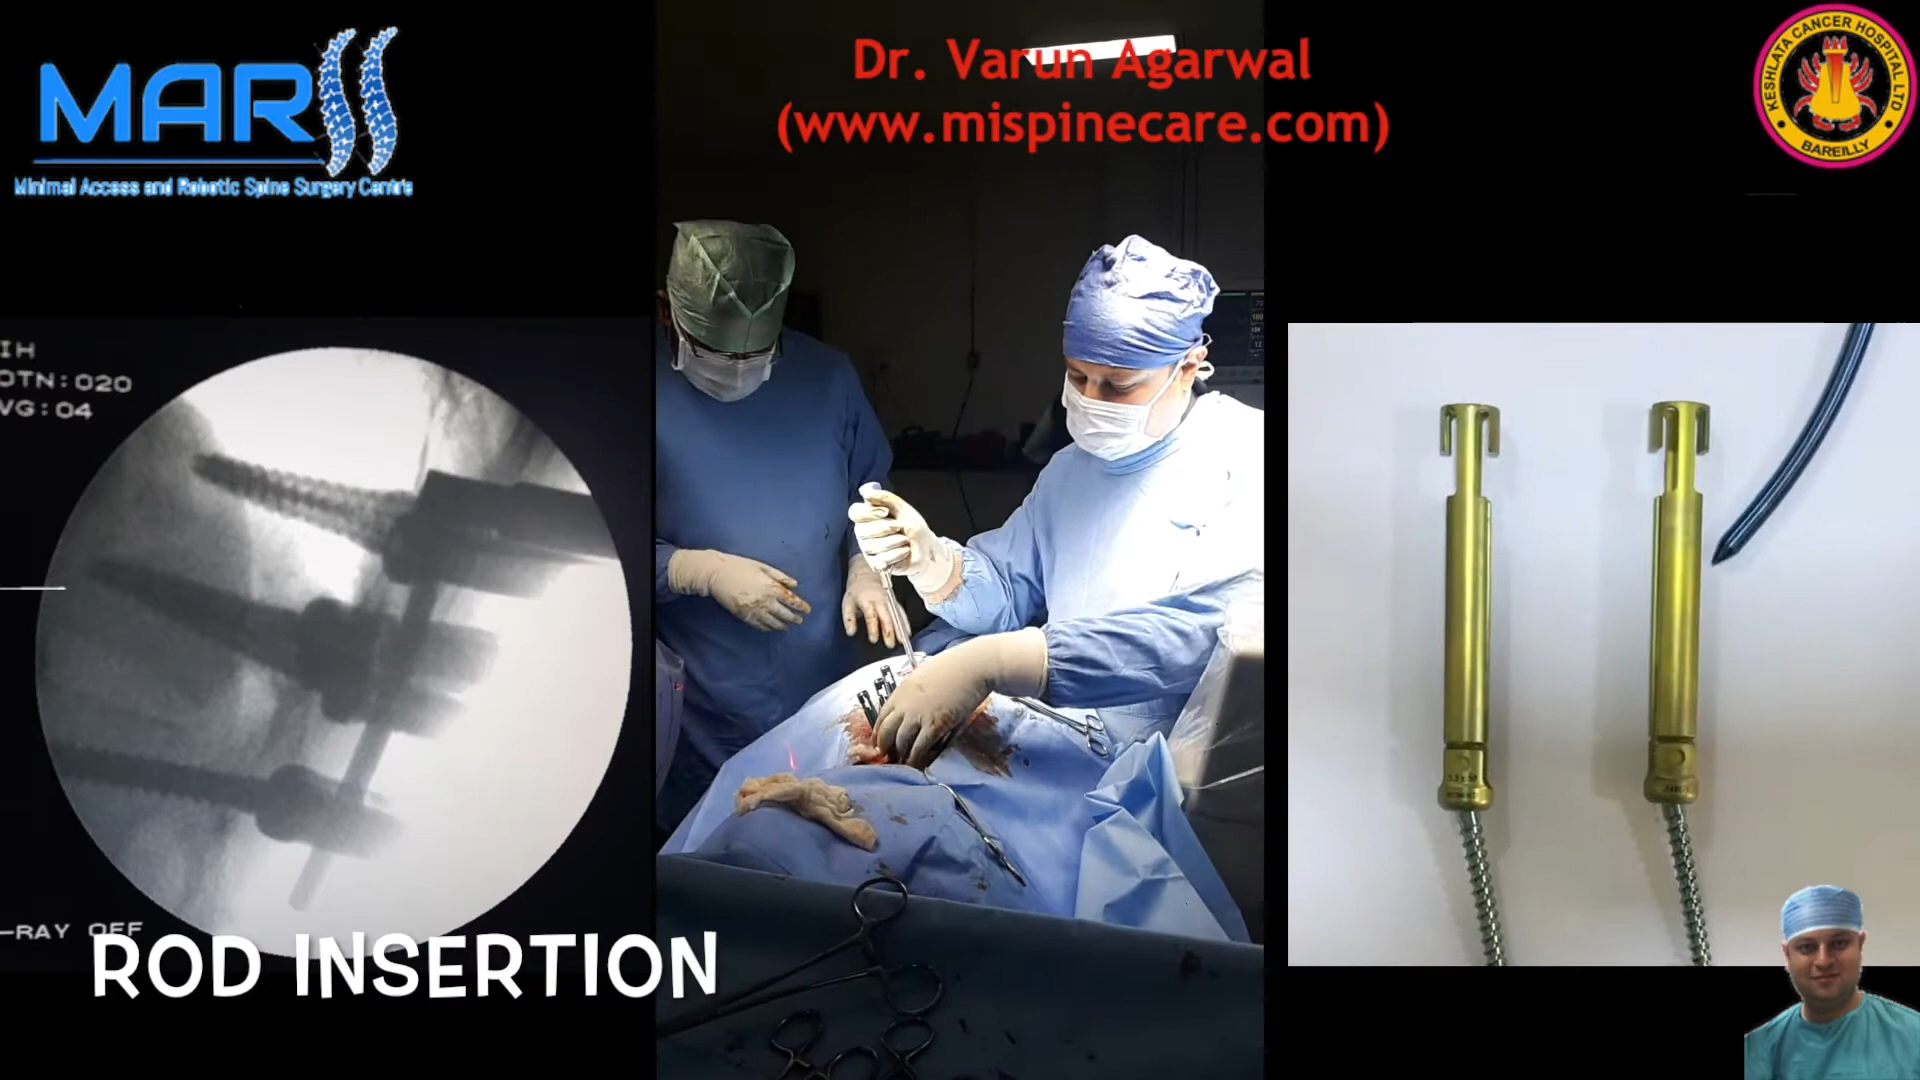 MARSS
Minimal Access and Robotic Spine Surgery Centre
Dr. Varun Agarwal
(www.mispinecare.com)
KESHLATA CANCER HOSPITAL LTD
BAREILLY
IH
OTN:020
VG:04
-RAY OFF
ROD INSERTION